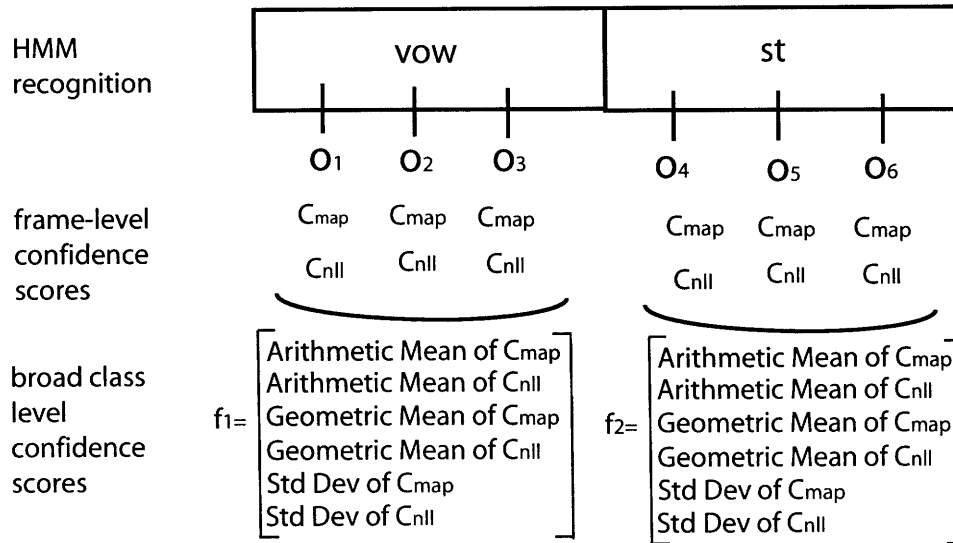 HMM recognition
vow
st
O1 O2 O3
O4 O5 O6
frame-level confidence scores
Cmap Cmap Cmap
Cnll Cnll Cnll
Cmap Cmap Cmap
Cnll Cnll Cnll
broad class level confidence scores
f1=
Arithmetic Mean of Cmap
Arithmetic Mean of Cnll
Geometric Mean of Cmap
Geometric Mean of Cnll
Std Dev of Cmap
Std Dev of Cnll
f2=
Arithmetic Mean of Cmap
Arithmetic Mean of Cnll
Geometric Mean of Cmap
Geometric Mean of Cnll
Std Dev of Cmap
Std Dev of Cnll